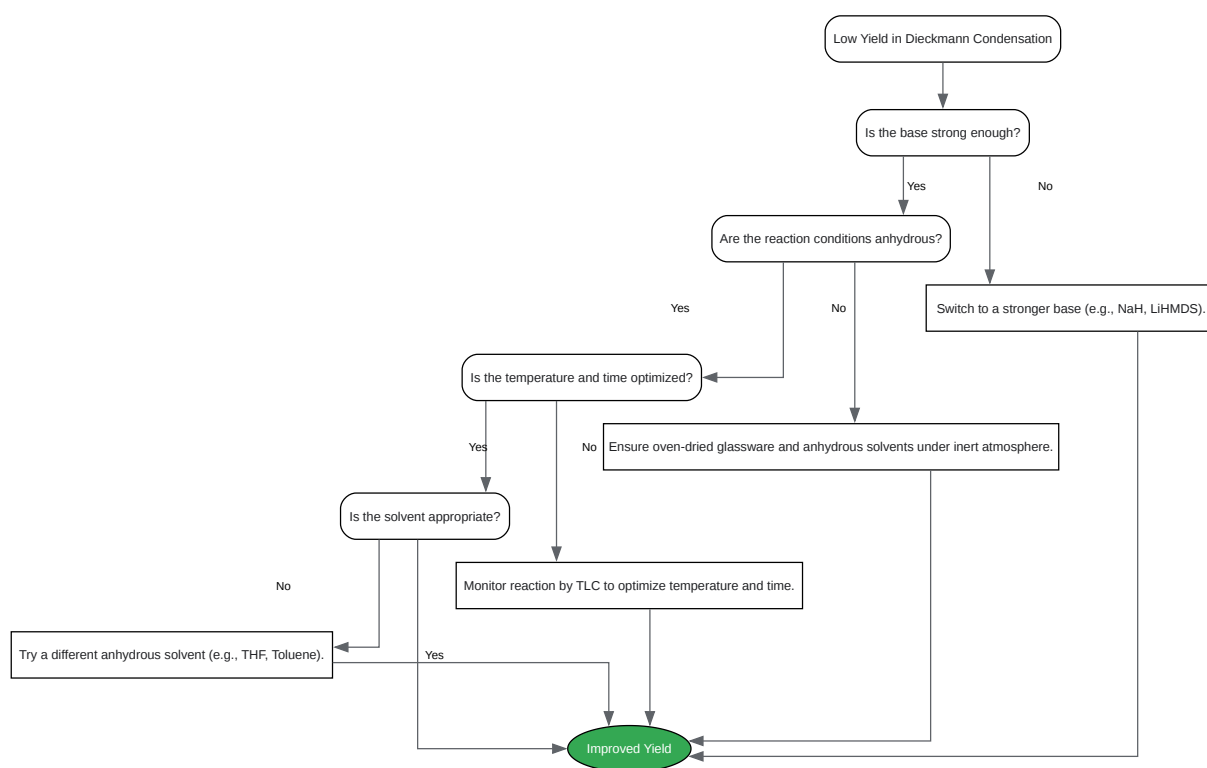 Low Yield in Dieckmann Condensation
Is the base strong enough?
Yes
No
Are the reaction conditions anhydrous?
Yes
No
Switch to a stronger base (e.g., NaH, LiHMDS).
Is the temperature and time optimized?
Yes
No
Ensure oven-dried glassware and anhydrous solvents under inert atmosphere.
Is the solvent appropriate?
No
Monitor reaction by TLC to optimize temperature and time.
Try a different anhydrous solvent (e.g., THF, Toluene).
Yes
Improved Yield